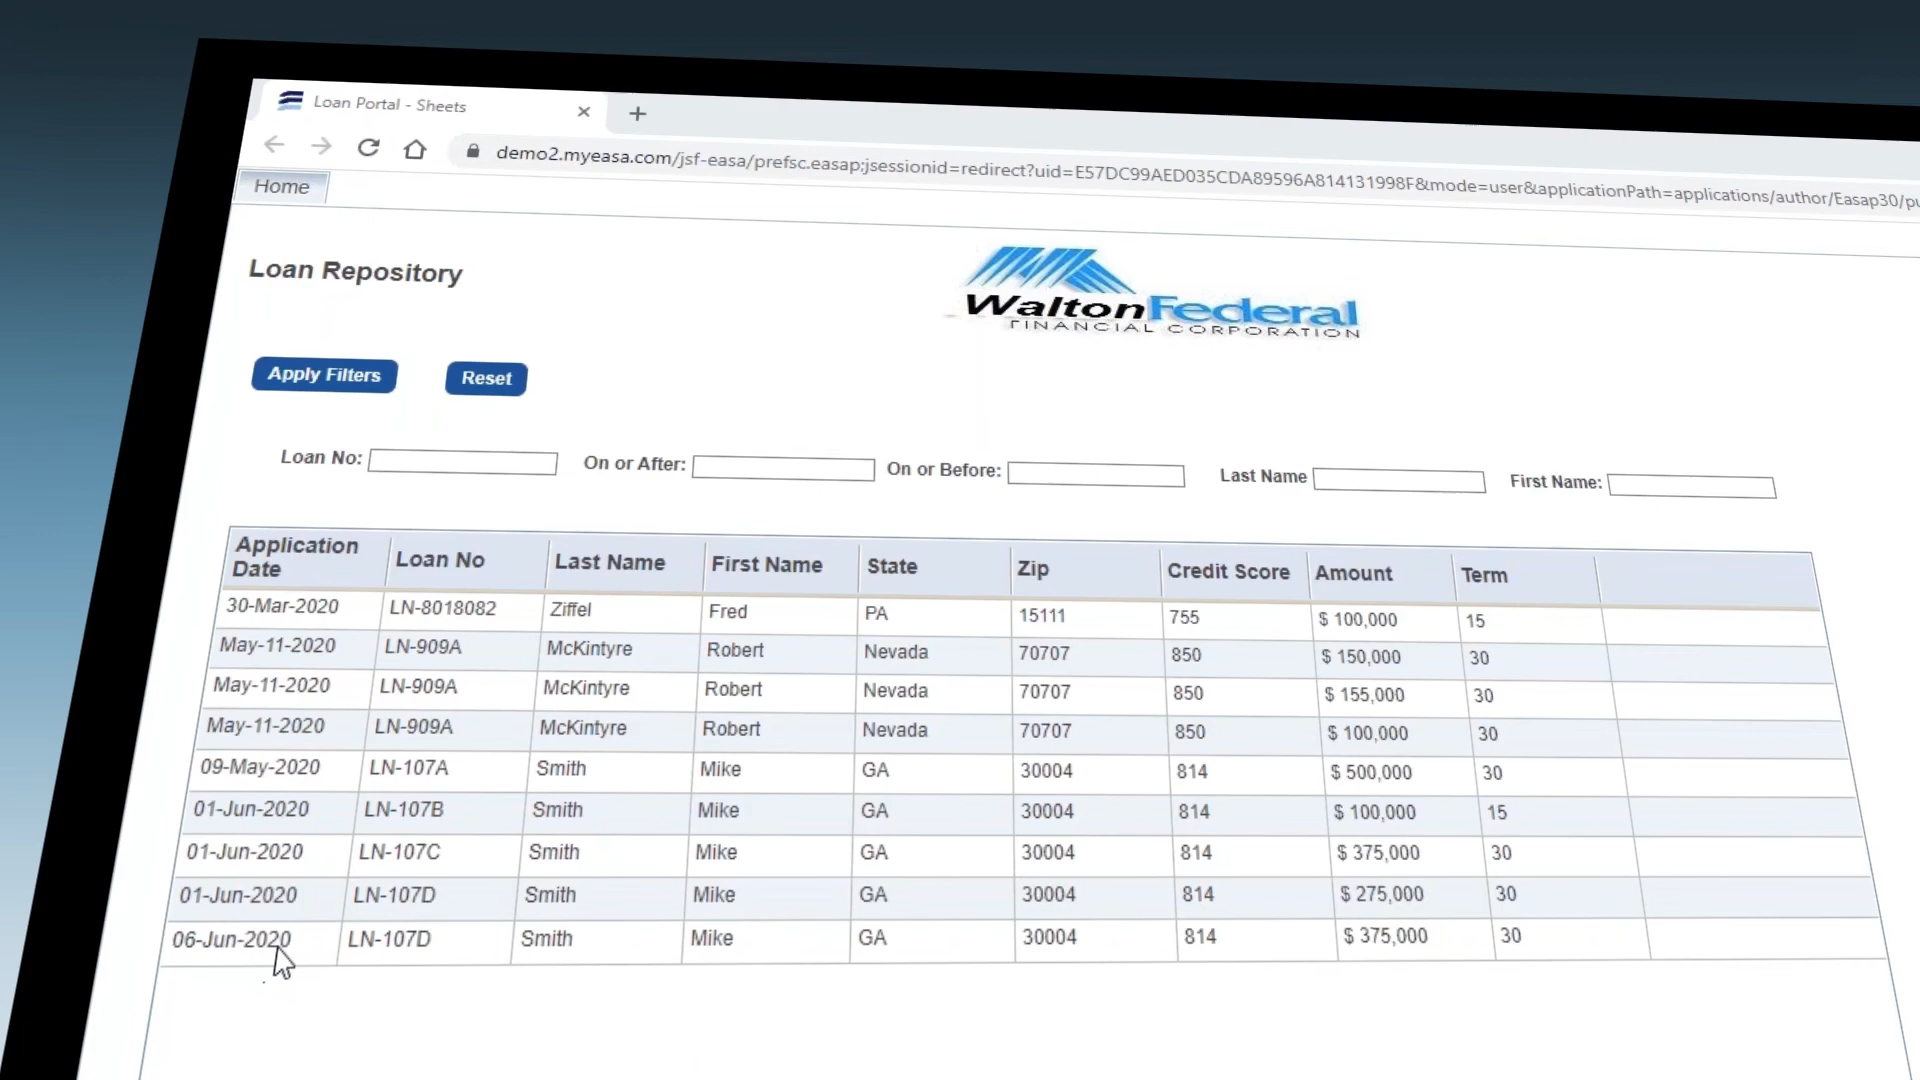 Loan Portal - Sheets
demo2.myeasa.com/jsf-easa/prefsc.easap;jsessionid=redirect?uid=E57DC99AED035CDA89596A814131998F&mode=user&applicationPath=applications/author/Easap30/pu
Home
Loan Repository
WaltonFederal
FINANCIAL CORPORATION
Apply Filters Reset
Loan No: On or After: On or Before: Last Name First Name:
Application Date Loan No Last Name First Name State Zip Credit Score Amount Term
30-Mar-2020 LN-8018082 Ziffel Fred PA 15111 755 $ 100,000 15
May-11-2020 LN-909A McKintyre Robert Nevada 70707 850 $ 150,000 30
May-11-2020 LN-909A McKintyre Robert Nevada 70707 850 $ 155,000 30
May-11-2020 LN-909A McKintyre Robert Nevada 70707 850 $ 100,000 30
09-May-2020 LN-107A Smith Mike GA 30004 814 $ 500,000 30
01-Jun-2020 LN-107B Smith Mike GA 30004 814 $ 100,000 15
01-Jun-2020 LN-107C Smith Mike GA 30004 814 $ 375,000 30
01-Jun-2020 LN-107D Smith Mike GA 30004 814 $ 275,000 30
06-Jun-2020 LN-107D Smith Mike GA 30004 814 $ 375,000 30